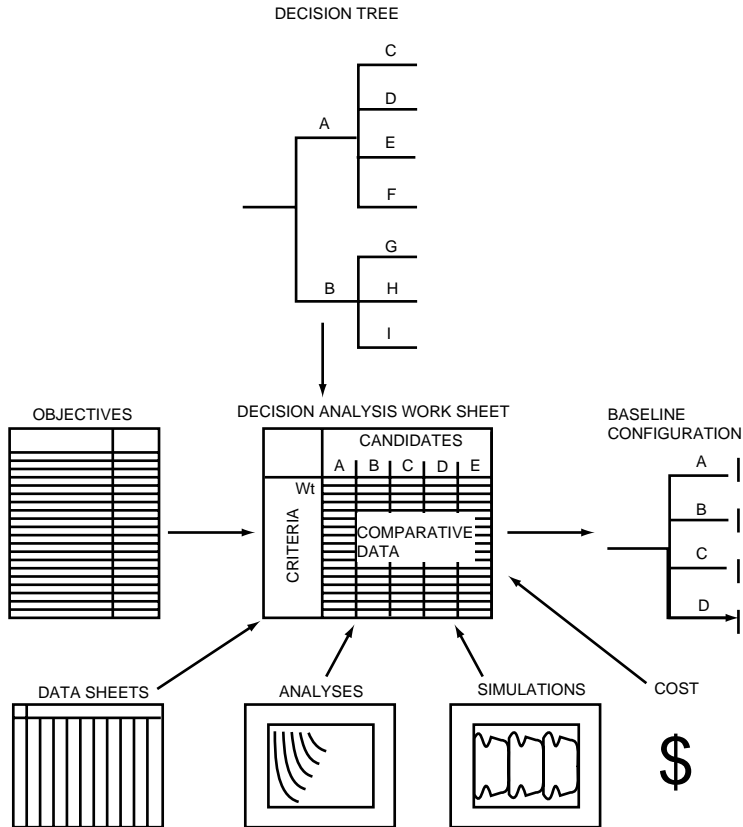 DECISION TREE
C
D
A
E
F
G
B
H
I
OBJECTIVES
DECISION ANALYSIS WORK SHEET
BASELINE
CONFIGURATION
CANDIDATES
A B C D E
Wt
CRITERIA
COMPARATIVE
DATA
A
B
C
D
DATA SHEETS
ANALYSES
SIMULATIONS
COST
$